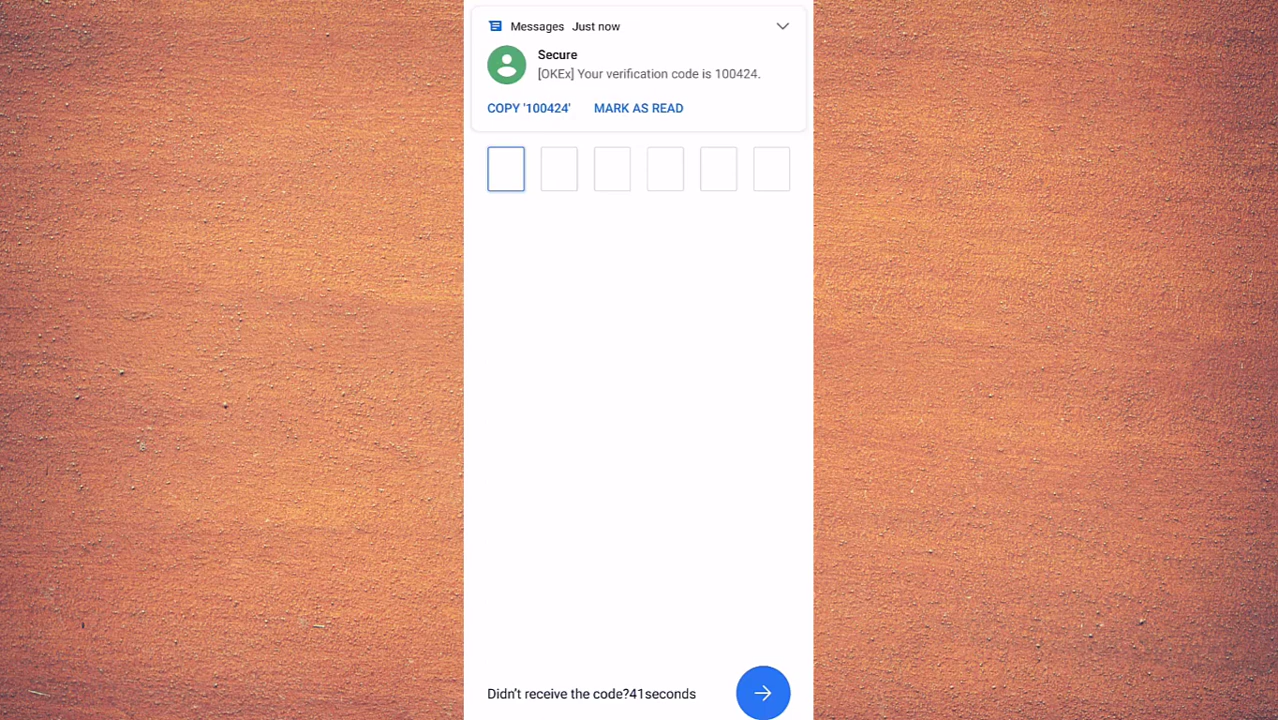 Messages Just now
Secure
[OKEx] Your verification code is 100424.
COPY '100424' MARK AS READ
Didn't receive the code?41seconds